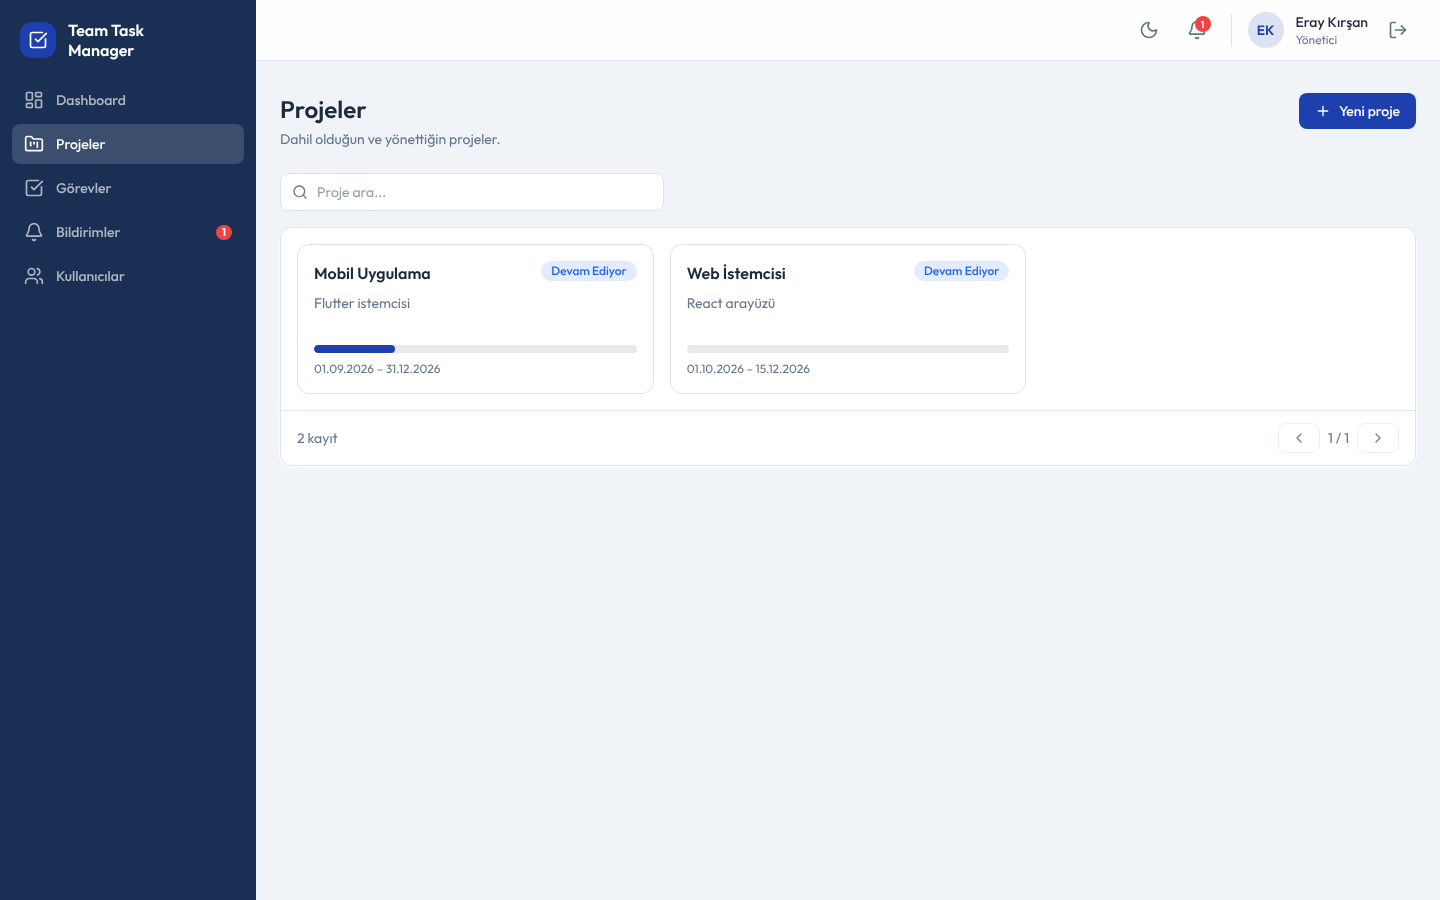 Team Task
Manager
Dashboard
Projeler
Görevler
Bildirimler
1
Kullanıcılar
1
EK
Eray Kırşan
Yönetici
Projeler
Dahil olduğun ve yönettiğin projeler.
Yeni proje
Proje ara...
Mobil Uygulama
Devam Ediyor
Flutter istemcisi
01.09.2026 – 31.12.2026
Web İstemcisi
Devam Ediyor
React arayüzü
01.10.2026 – 15.12.2026
2 kayıt
1 / 1